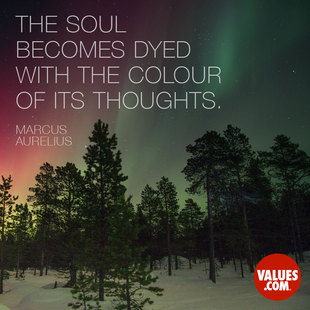 THE SOUL
BECOMES DYED
WITH THE COLOUR
OF ITS THOUGHTS.
MARCUS
AURELIUS
VALUES
.COM